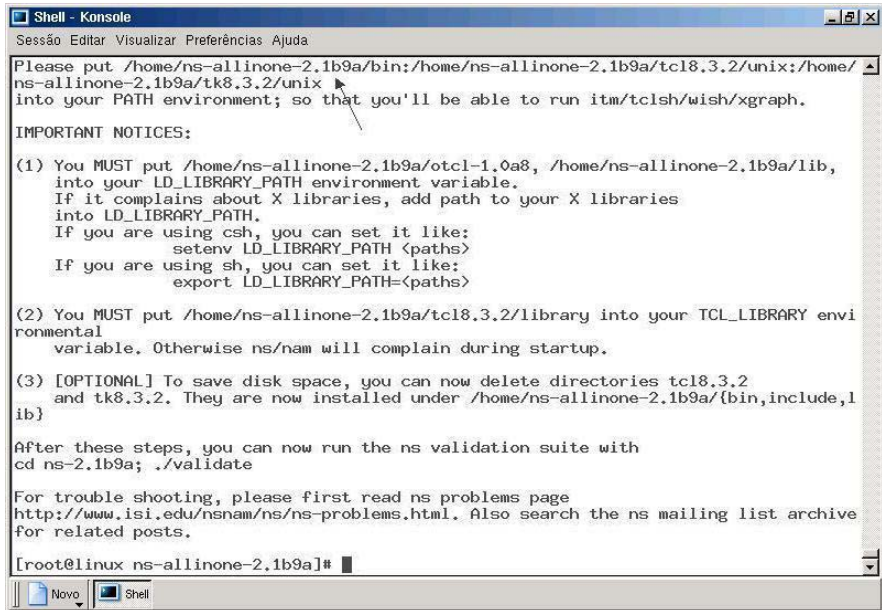 Shell - Konsole
Sessão Editar Visualizar Preferências Ajuda
Please put /home/ns-allinone-2.1b9a/bin:/home/ns-allinone-2.1b9a/tcl8.3.2/unix:/home/
ns-allinone-2.1b9a/tk8.3.2/unix
into your PATH environment; so that you'll be able to run itm/tclsh/wish/xgraph.
IMPORTANT NOTICES:
(1) You MUST put /home/ns-allinone-2.1b9a/otcl-1.0a8, /home/ns-allinone-2.1b9a/lib,
into your LD_LIBRARY_PATH environment variable.
If it complains about X libraries, add path to your X libraries
into LD_LIBRARY_PATH.
If you are using csh, you can set it like:
setenv LD_LIBRARY_PATH <paths>
If you are using sh, you can set it like:
export LD_LIBRARY_PATH=<paths>
(2) You MUST put /home/ns-allinone-2.1b9a/tcl8.3.2/library into your TCL_LIBRARY envi
ronmental
variable. Otherwise ns/nam will complain during startup.
(3) [OPTIONAL] To save disk space, you can now delete directories tcl8.3.2
and tk8.3.2. They are now installed under /home/ns-allinone-2.1b9a/{bin,include,l
ib}
After these steps, you can now run the ns validation suite with
cd ns-2.1b9a; ./validate
For trouble shooting, please first read ns problems page
http://www.isi.edu/nsnam/ns/ns-problems.html. Also search the ns mailing list archive
for related posts.
[root@linux ns-allinone-2.1b9a]#
Novo Shell